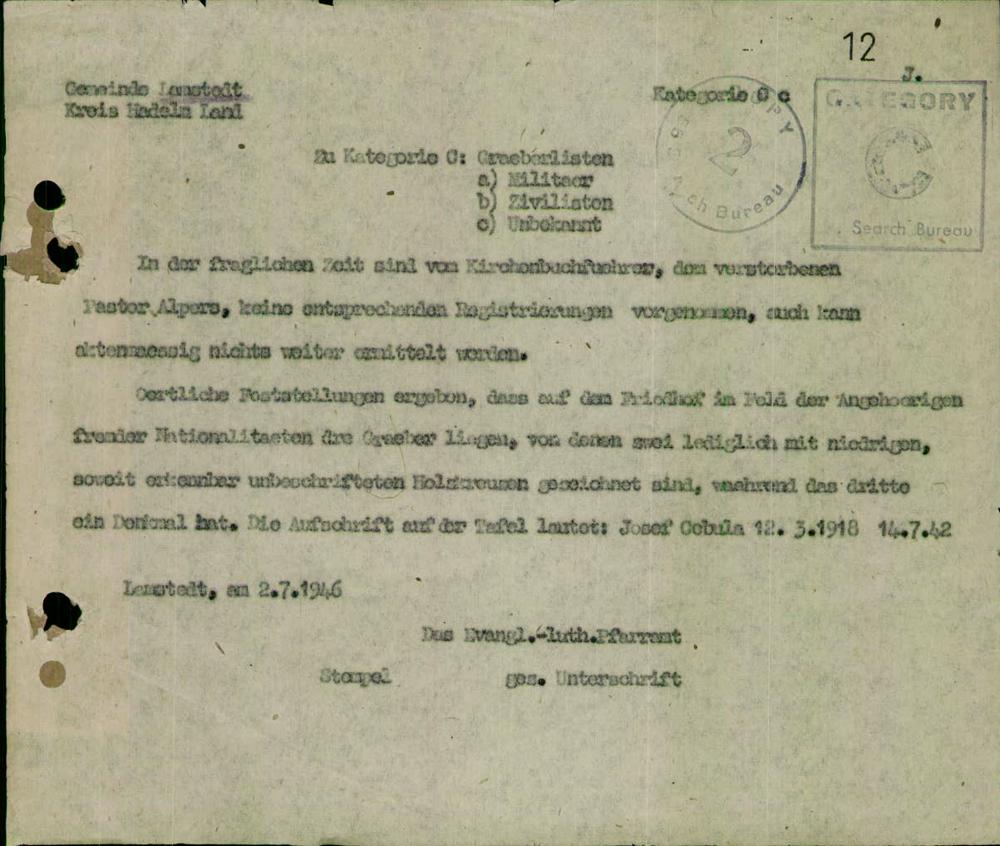 12
J.
Gemeinde Lamstedt
Kreis Hadeln Land
Kategorie C c
COPY
2
ch Bureau
CATEGORY
C
Search Bureau
Zu Kategorie C: Graeberlisten
a) Militaer
b) Zivilisten
c) Unbekannt
In der fraglichen Zeit sind vom Kirchenbuchfuehrer, dem verstorbenen
Pastor Alpers, keine entsprechenden Registrierungen vorgenommen, auch kann
aktenmaessig nichts weiter ermittelt werden.
Oertliche Feststellungen ergeben, dass auf dem Friedhof im Feld der Angehoerigen
fremder Nationalitaeten dre Graeber liegen, von denen zwei lediglich mit niedrigen,
soweit erkennbar unbeschrifteten Holzkreuzen gezeichnet sind, waehrend das dritte
ein Denkmal hat. Die Aufschrift auf der Tafel lautet: Josef Cebula 12. 3.1918 14.7.42
Lamstedt, am 2.7.1946
Das Evangl.-luth.Pfarramt
Stempel gez. Unterschrift